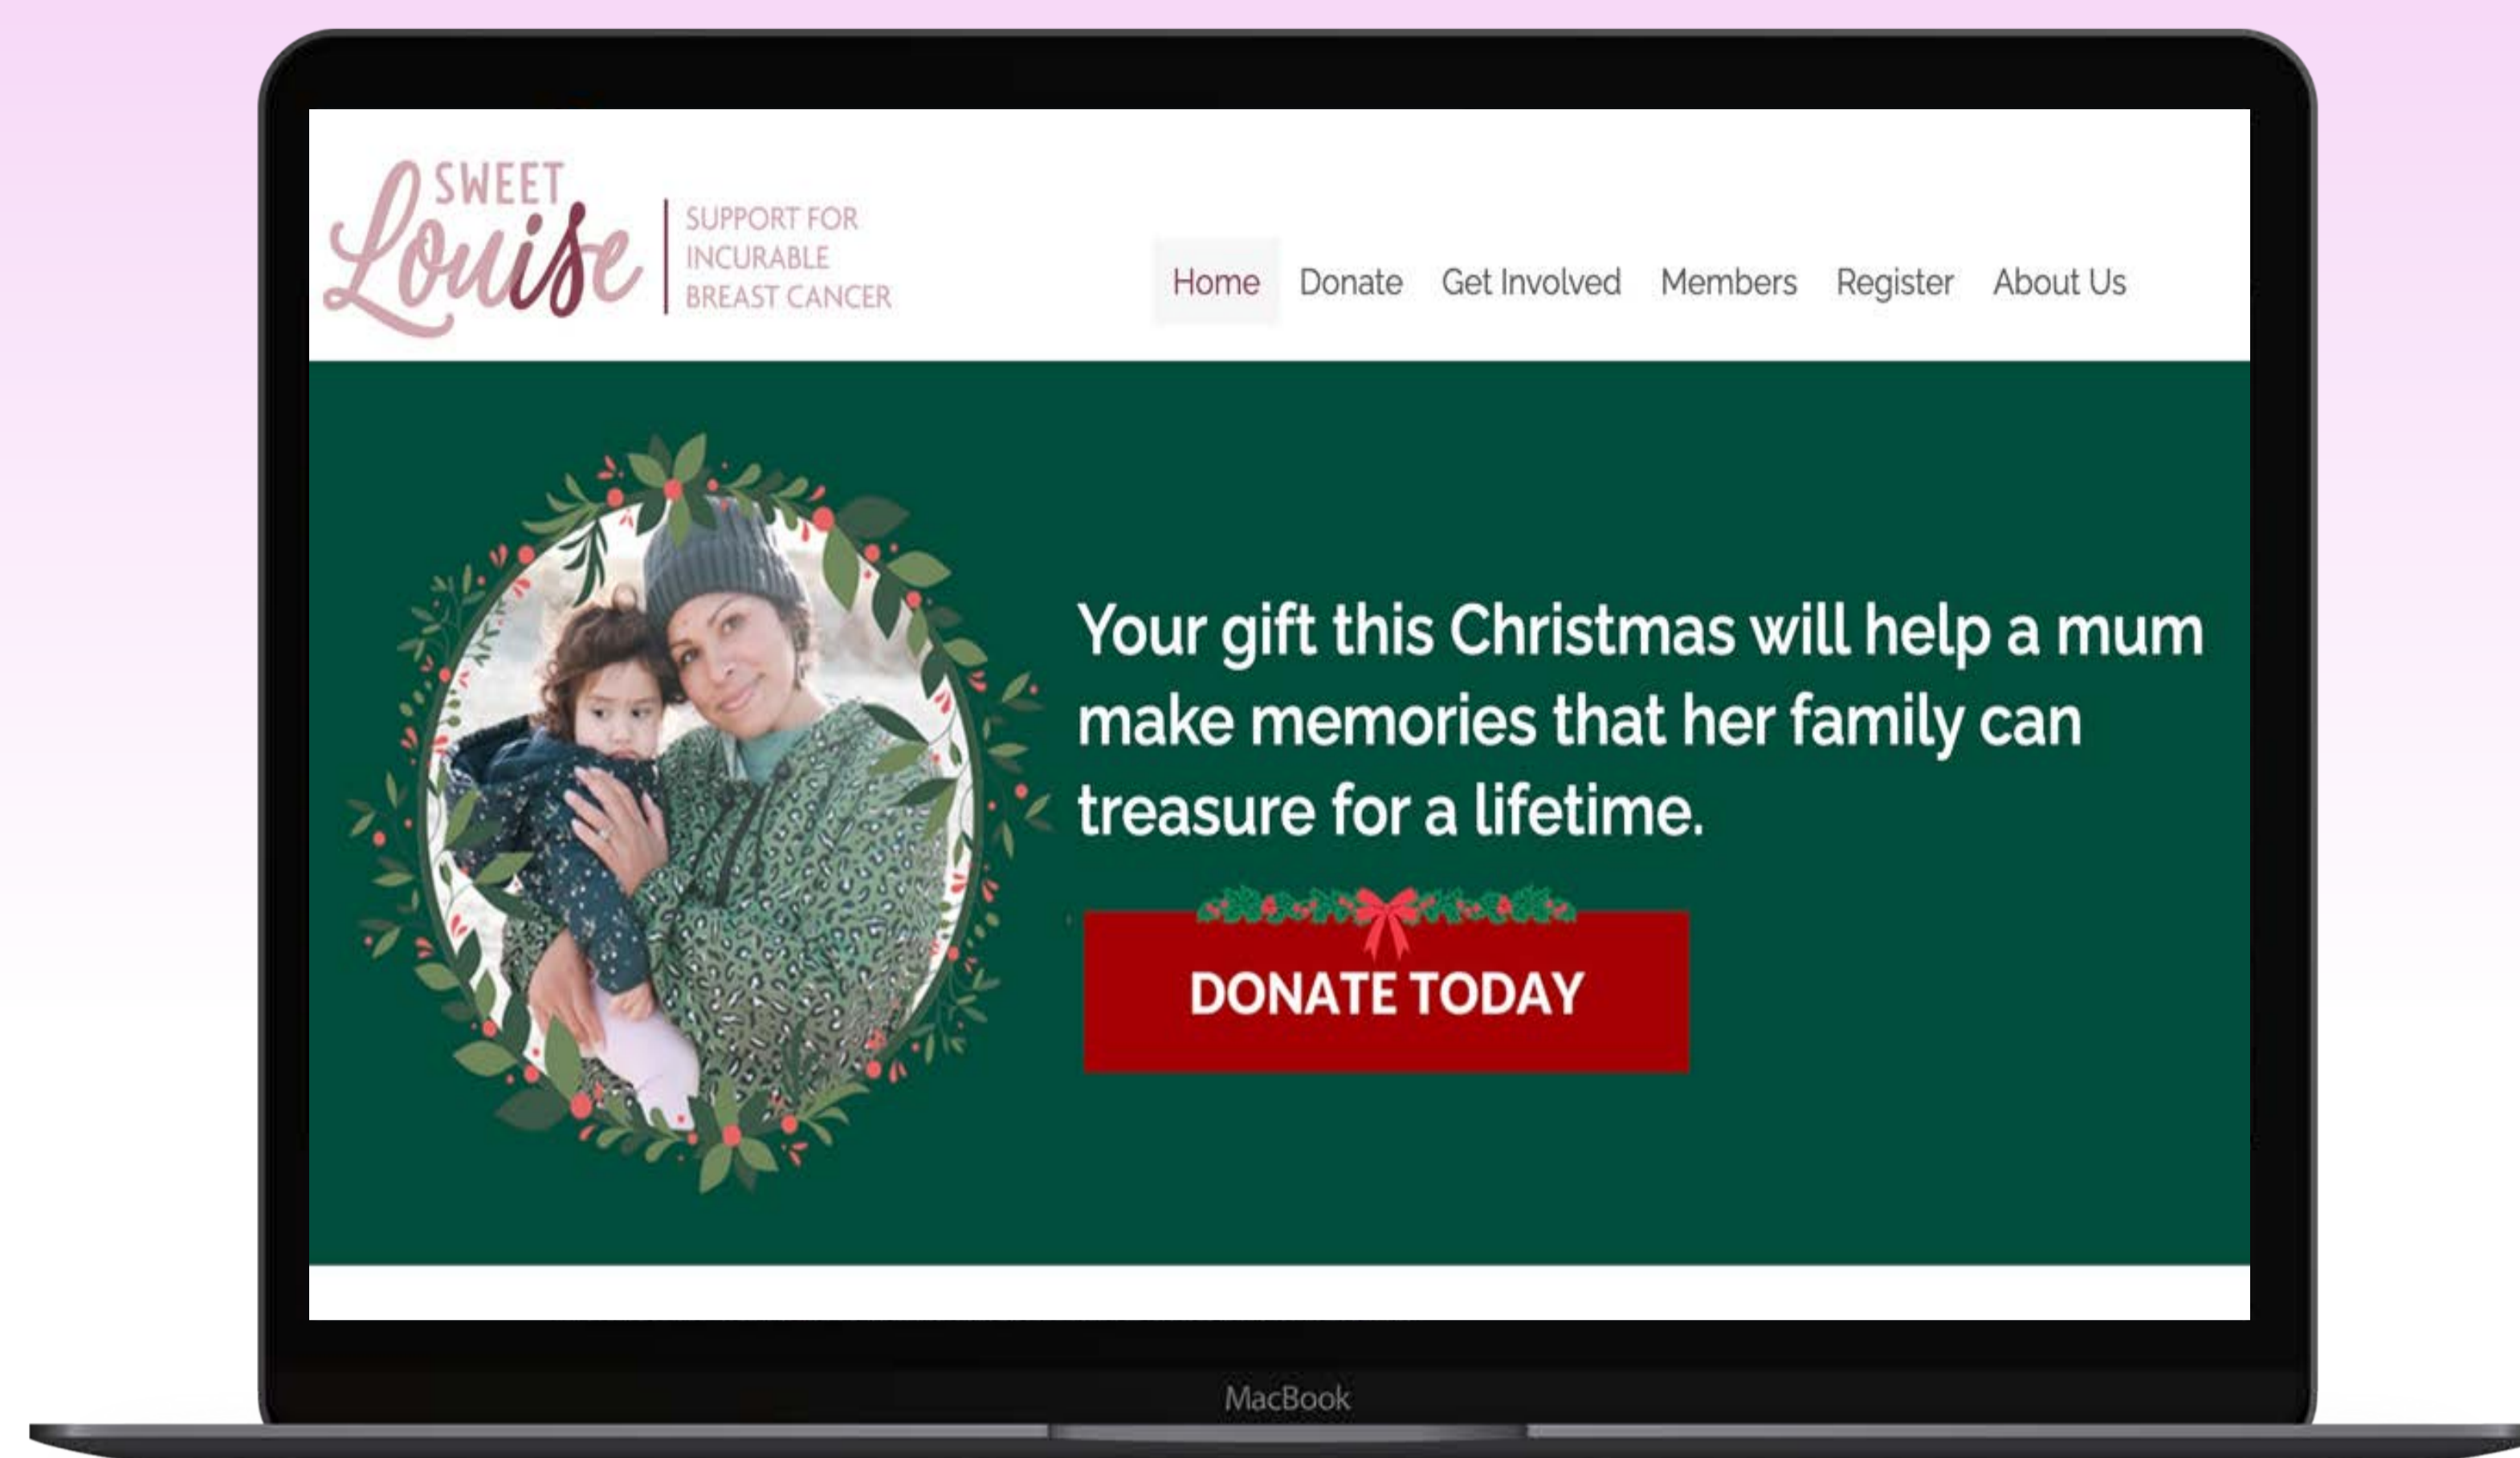 SWEET
Louise
SUPPORT FOR
INCURABLE
BREAST CANCER
Home Donate Get Involved Members Register About Us
Your gift this Christmas will help a mum
make memories that her family can
treasure for a lifetime.
DONATE TODAY
MacBook